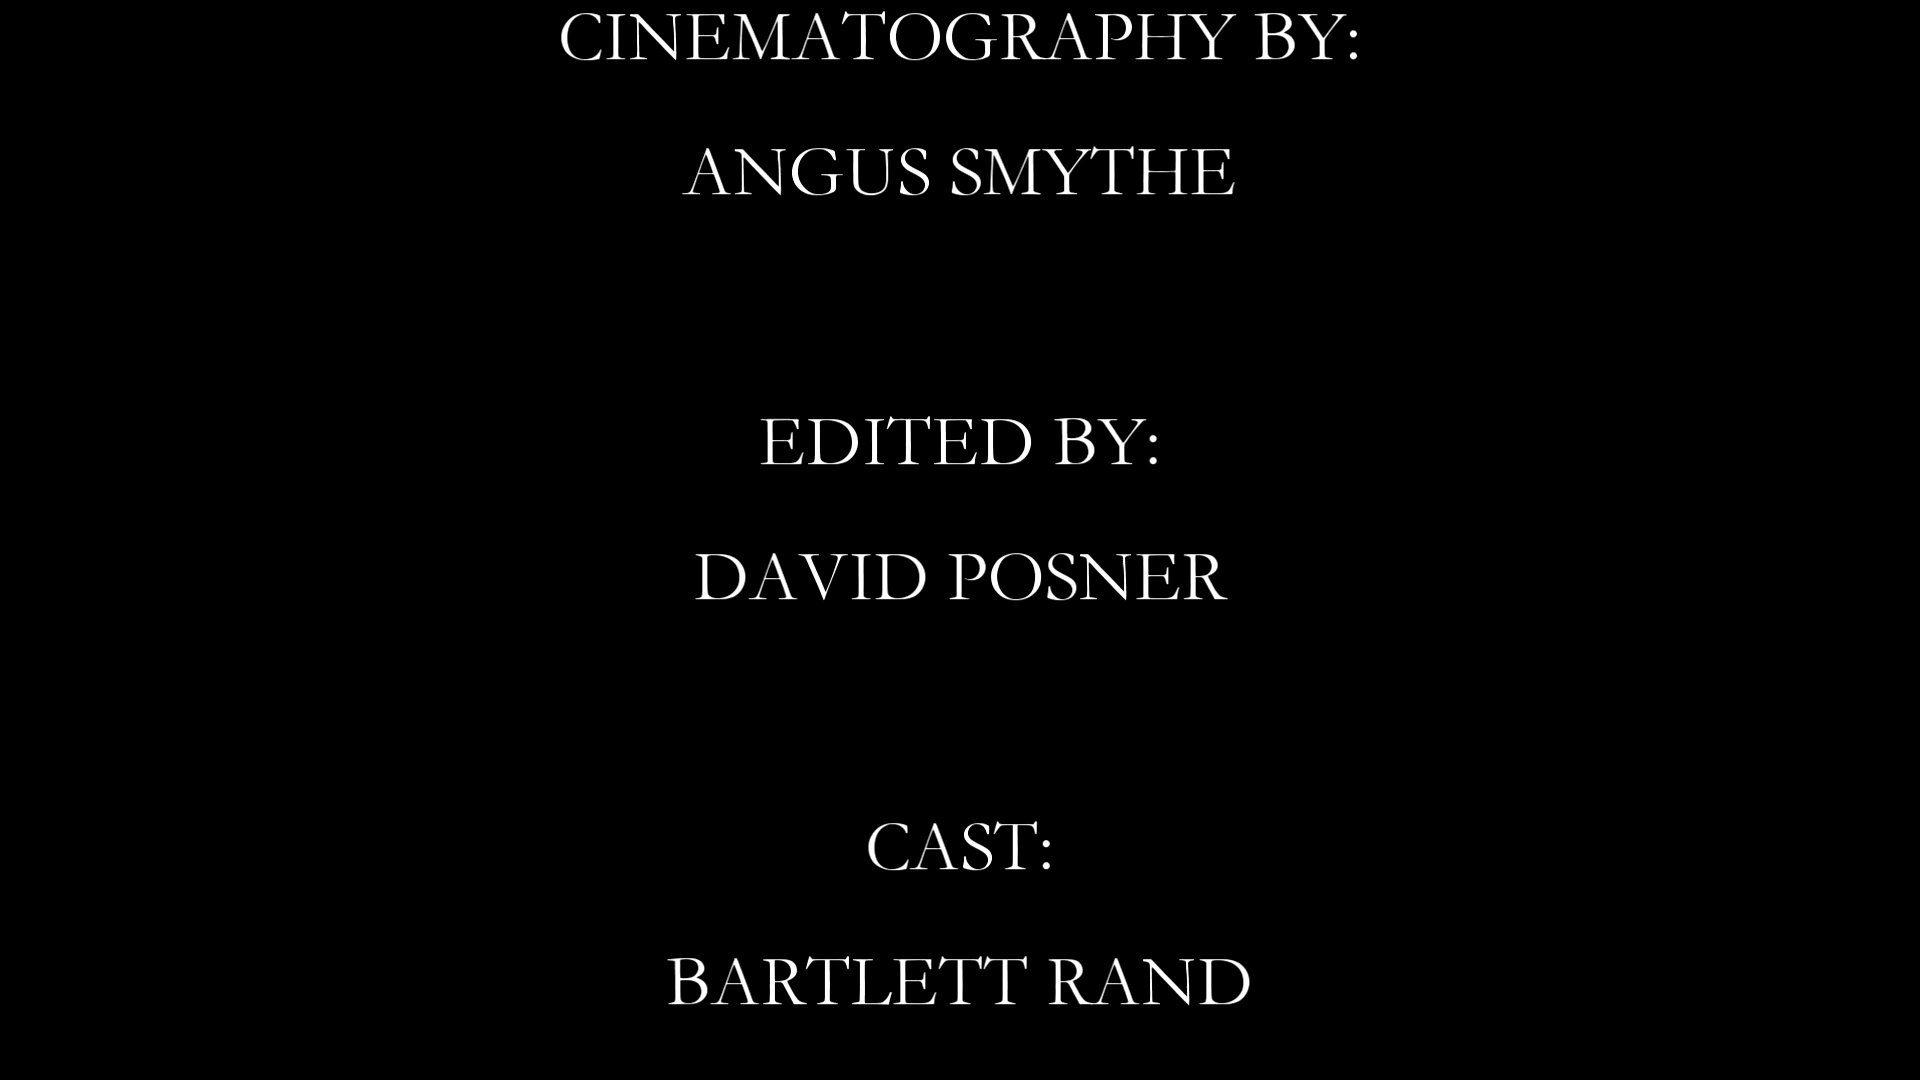 CINEMATOGRAPHY BY:
ANGUS SMYTHE
EDITED BY:
DAVID POSNER
CAST:
BARTLETT RAND